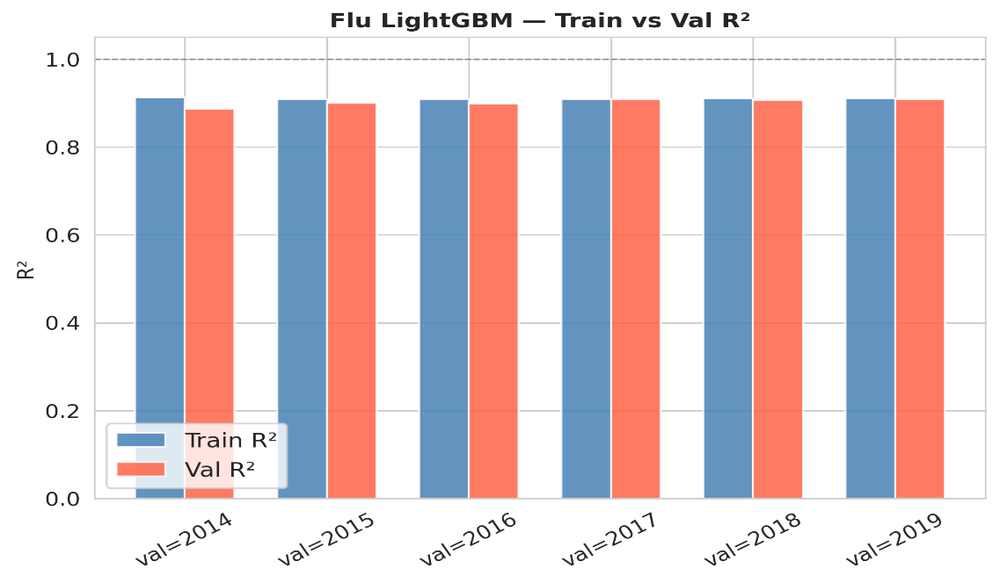 Flu LightGBM — Train vs Val R²
R²
1.0
0.8
0.6
0.4
0.2
0.0
Train R²
Val R²
val=2014
val=2015
val=2016
val=2017
val=2018
val=2019